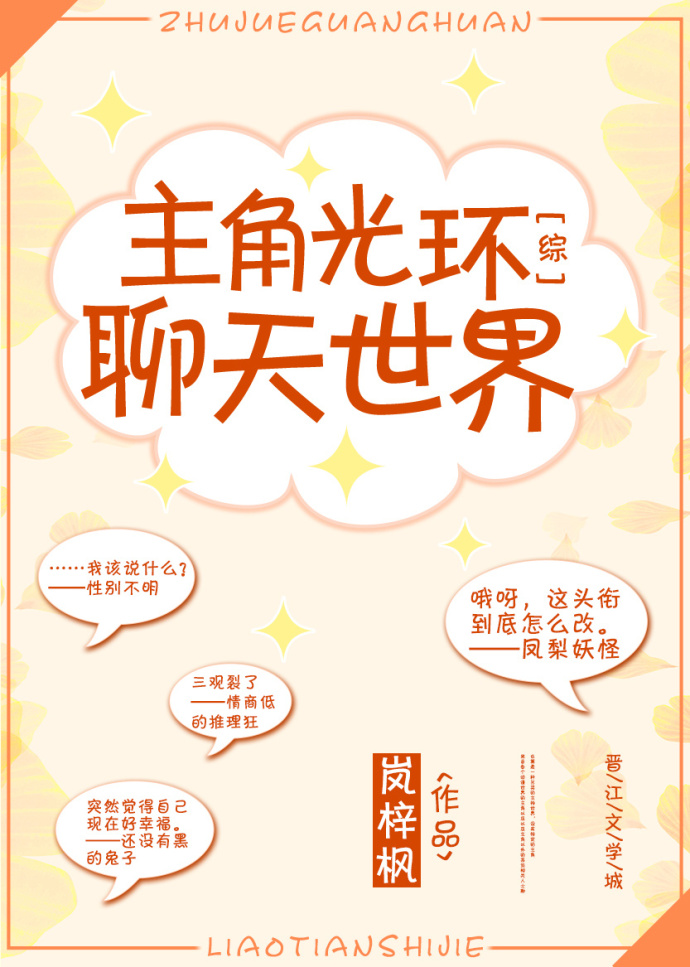 ZHUJUEGUANGHUAN
主角光环
[综]
聊天世界
……我该说什么？
——性别不明
哦呀，这头衔
到底怎么改。
——凤梨妖怪
三观裂了
——情商低
的推理狂
突然觉得自己
现在好幸福。
——还没有黑
的兔子
岚梓枫
<作品>
晋/江/文/学/城
LIAOTIANSHIJIE